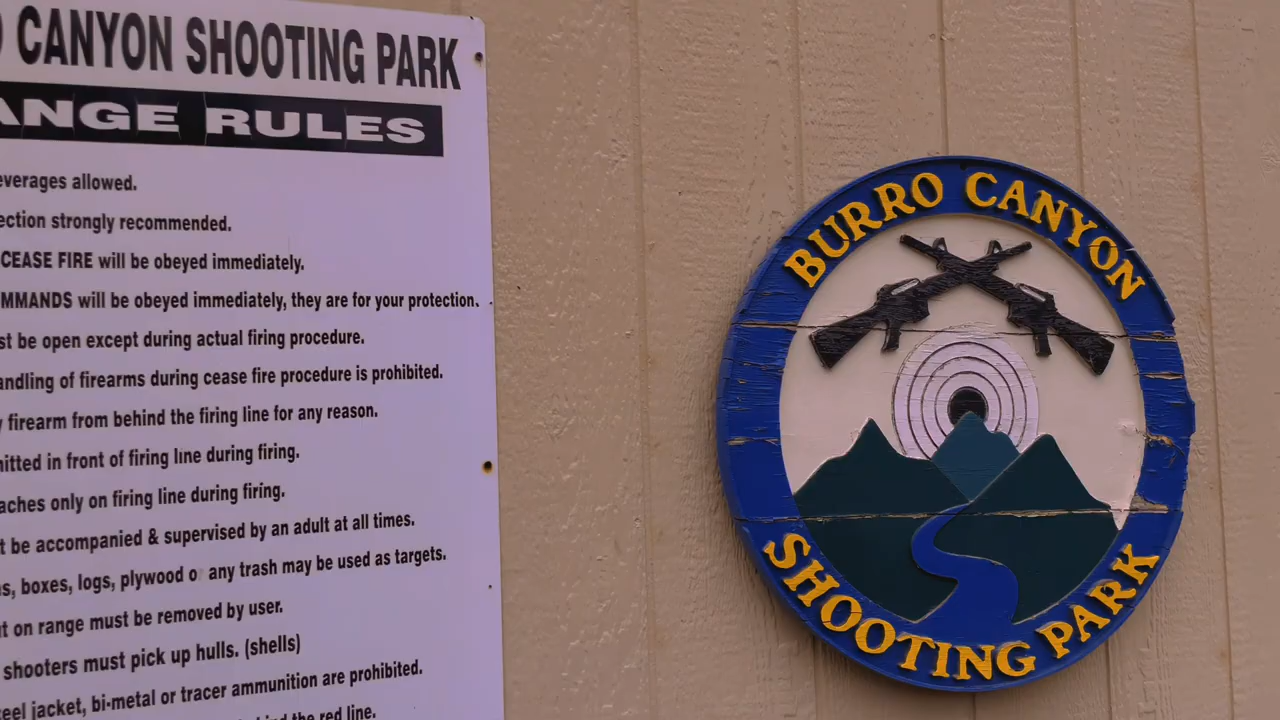 CANYON SHOOTING PARK
ANGE RULES
everages allowed.
ection strongly recommended.
CEASE FIRE will be obeyed immediately.
MMANDS will be obeyed immediately, they are for your protection.
st be open except during actual firing procedure.
andling of firearms during cease fire procedure is prohibited.
firearm from behind the firing line for any reason.
itted in front of firing line during firing.
aches only on firing line during firing.
t be accompanied & supervised by an adult at all times.
s, boxes, logs, plywood o any trash may be used as targets.
t on range must be removed by user.
shooters must pick up hulls. (shells)
eel jacket, bi-metal or tracer ammunition are prohibited.
the red line.
BURRO CANYON
SHOOTING PARK